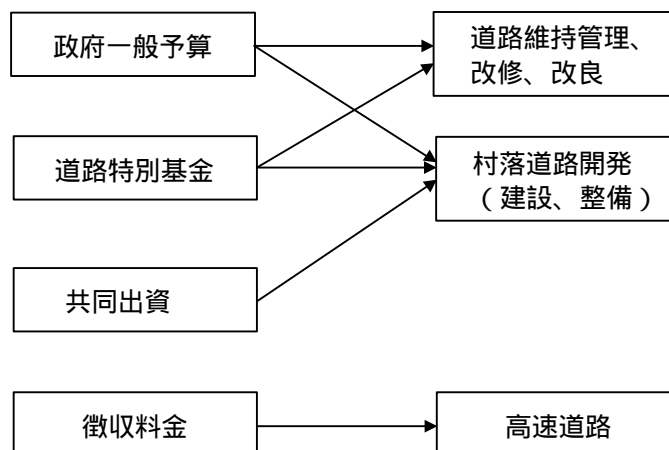 政府一般予算
道路維持管理、
改修、改良
道路特別基金
村落道路開発
（建設、整備）
共同出資
徴収料金
高速道路